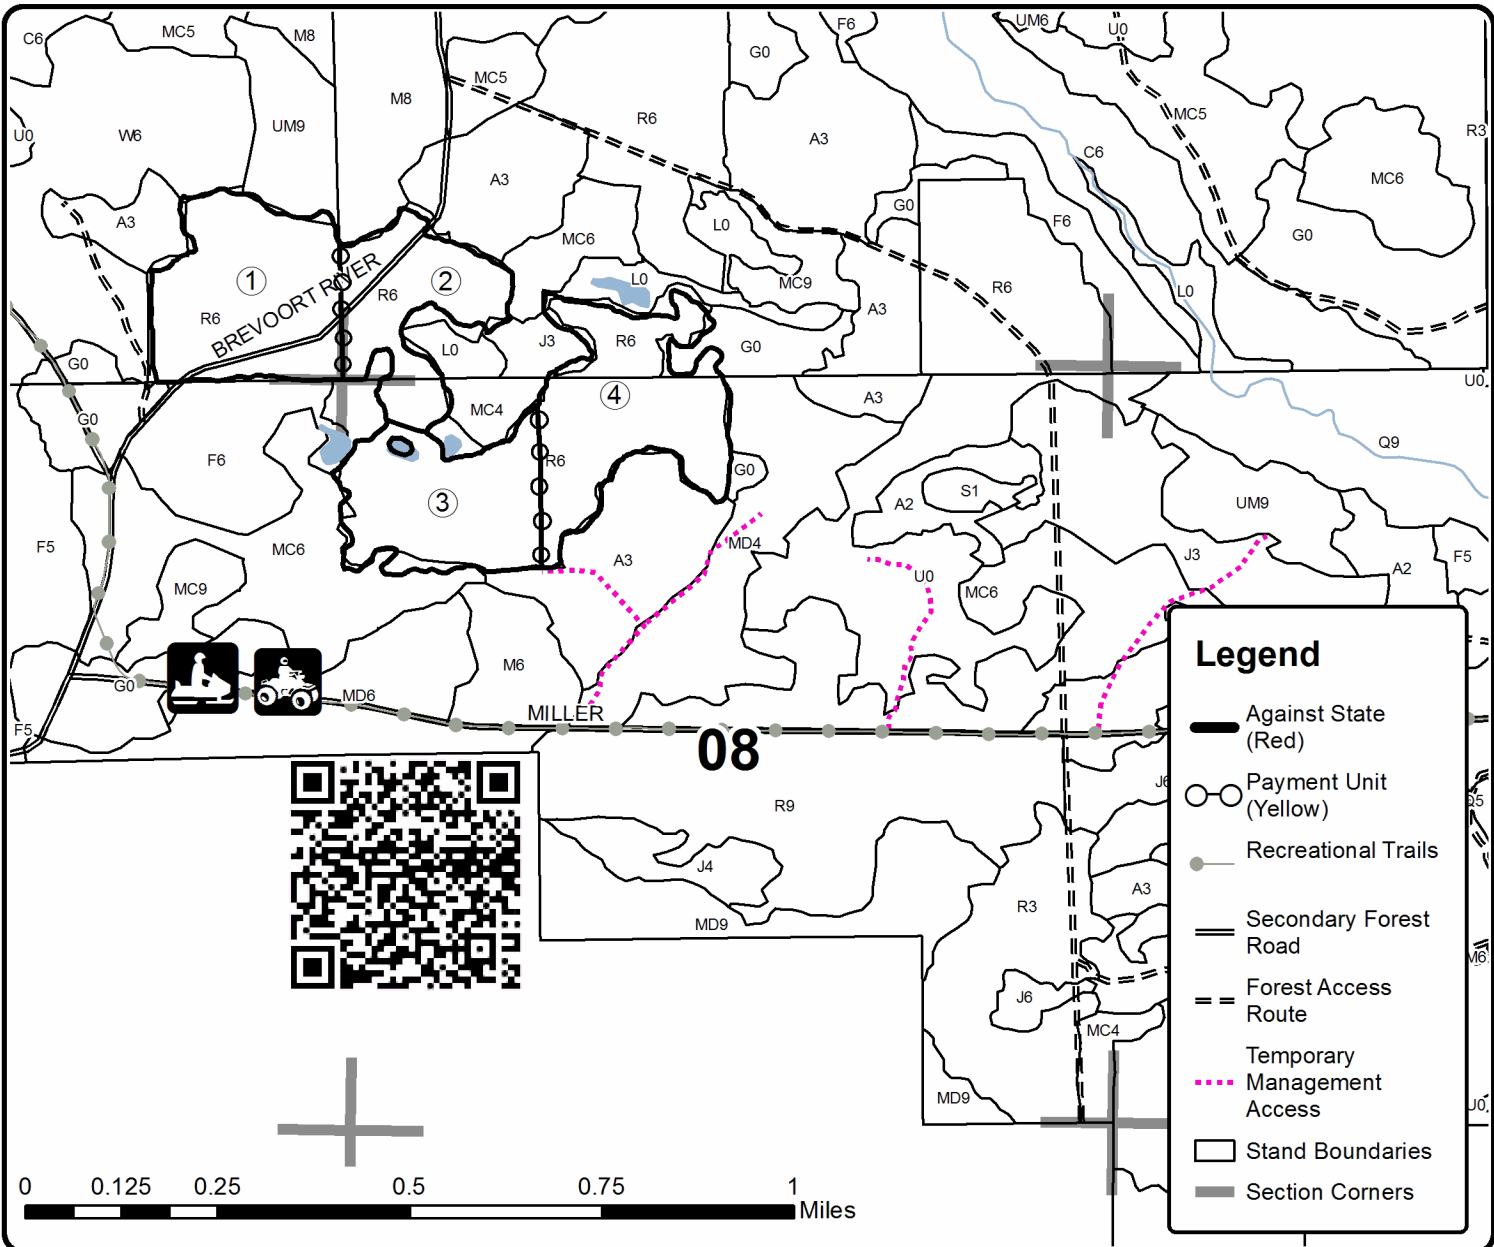 C6
MC5
M8
F6
UM6
U0
G0
MC5
M8
R6
MC5
U0
W6
UM9
A3
C6
R3
MC6
A3
A3
L0
G0
F6
MC6
G0
1
2
L0
MC9
R6
L0
BREVOORT RIVER
R6
R6
A3
L0
J3
R6
G0
G0
4
U0
A3
MC4
G0
Q9
F6
R6
G0
S1
A2
UM9
3
F5
MC6
A3
MD4
J3
F5
A2
MC9
U0
MC6
M6
G0
MD6
MILLER
F5
08
J6
R9
Q5
J4
A3
R3
MD9
M6
J6
MC4
MD9
U0
Legend
Against State
(Red)
Payment Unit
(Yellow)
Recreational Trails
Secondary Forest
Road
Forest Access
Route
Temporary
Management
Access
Stand Boundaries
Section Corners
0 0.125 0.25 0.5 0.75 1
Miles